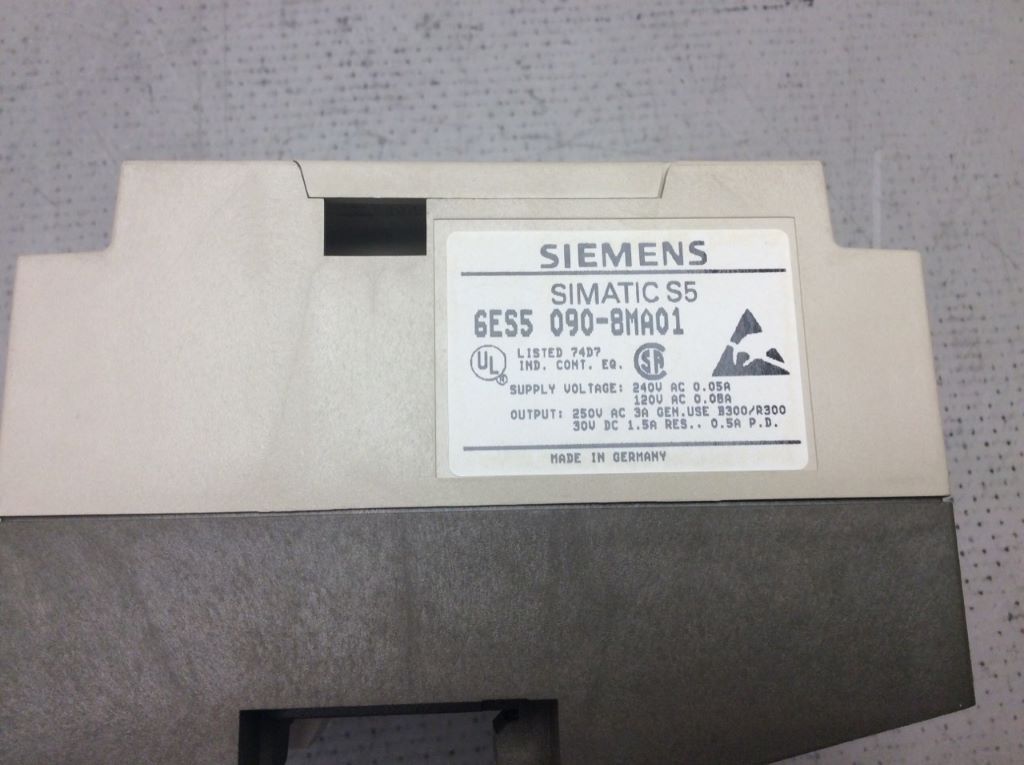 SIEMENS
SIMATIC S5
6ES5 090-8MA01
UL
®
LISTED 74D7
IND. CONT. EQ.
SA
SUPPLY VOLTAGE: 240V AC 0.05A
120V AC 0.08A
OUTPUT: 250V AC 3A GEN.USE B300/R300
30V DC 1.5A RES.. 0.5A P.D.
MADE IN GERMANY